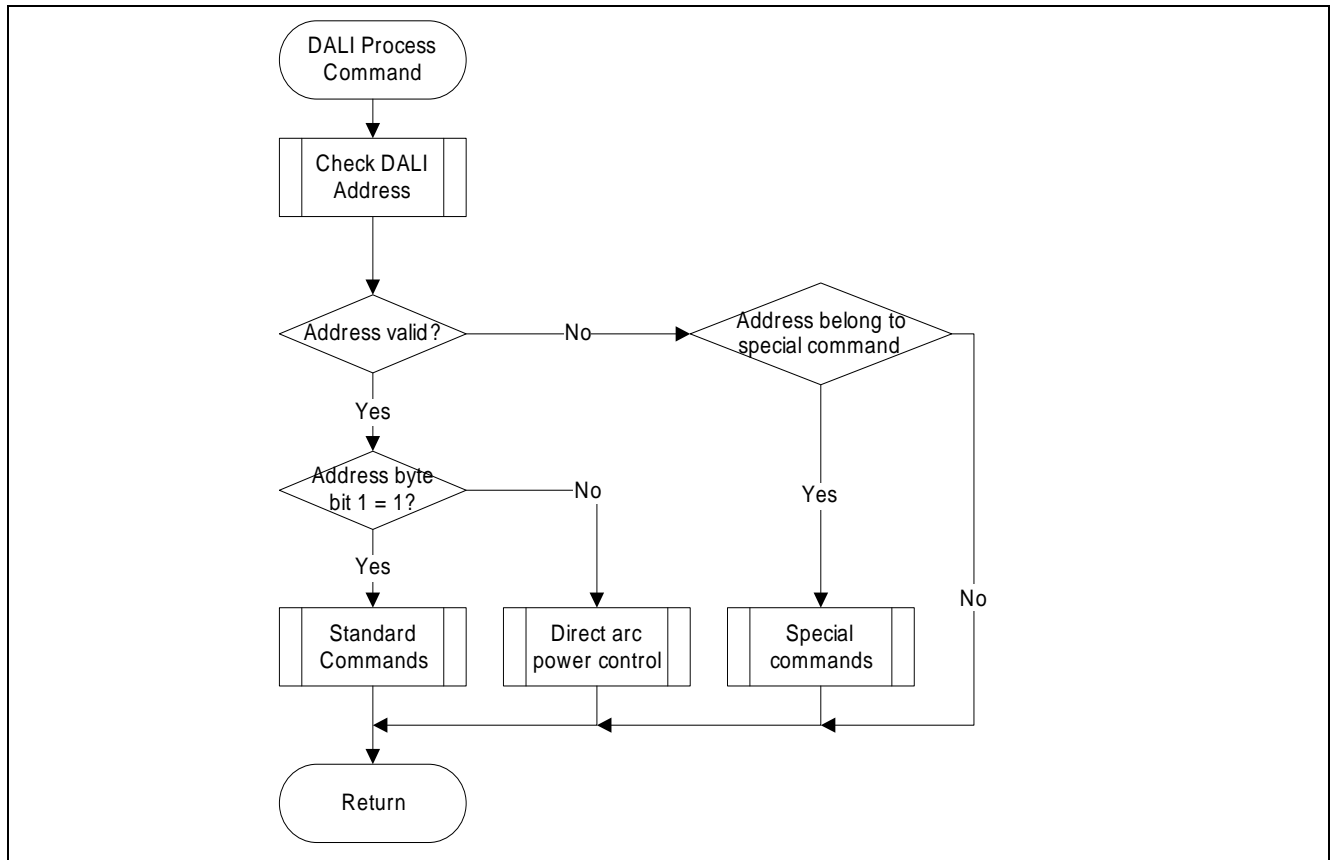 DALI Process
Command
Check DALI
Address
Address valid?
No
Address belong to
special command
Yes
Address byte
bit 1 = 1?
No
Yes
Yes
No
Standard
Commands
Direct arc
power control
Special
commands
Return